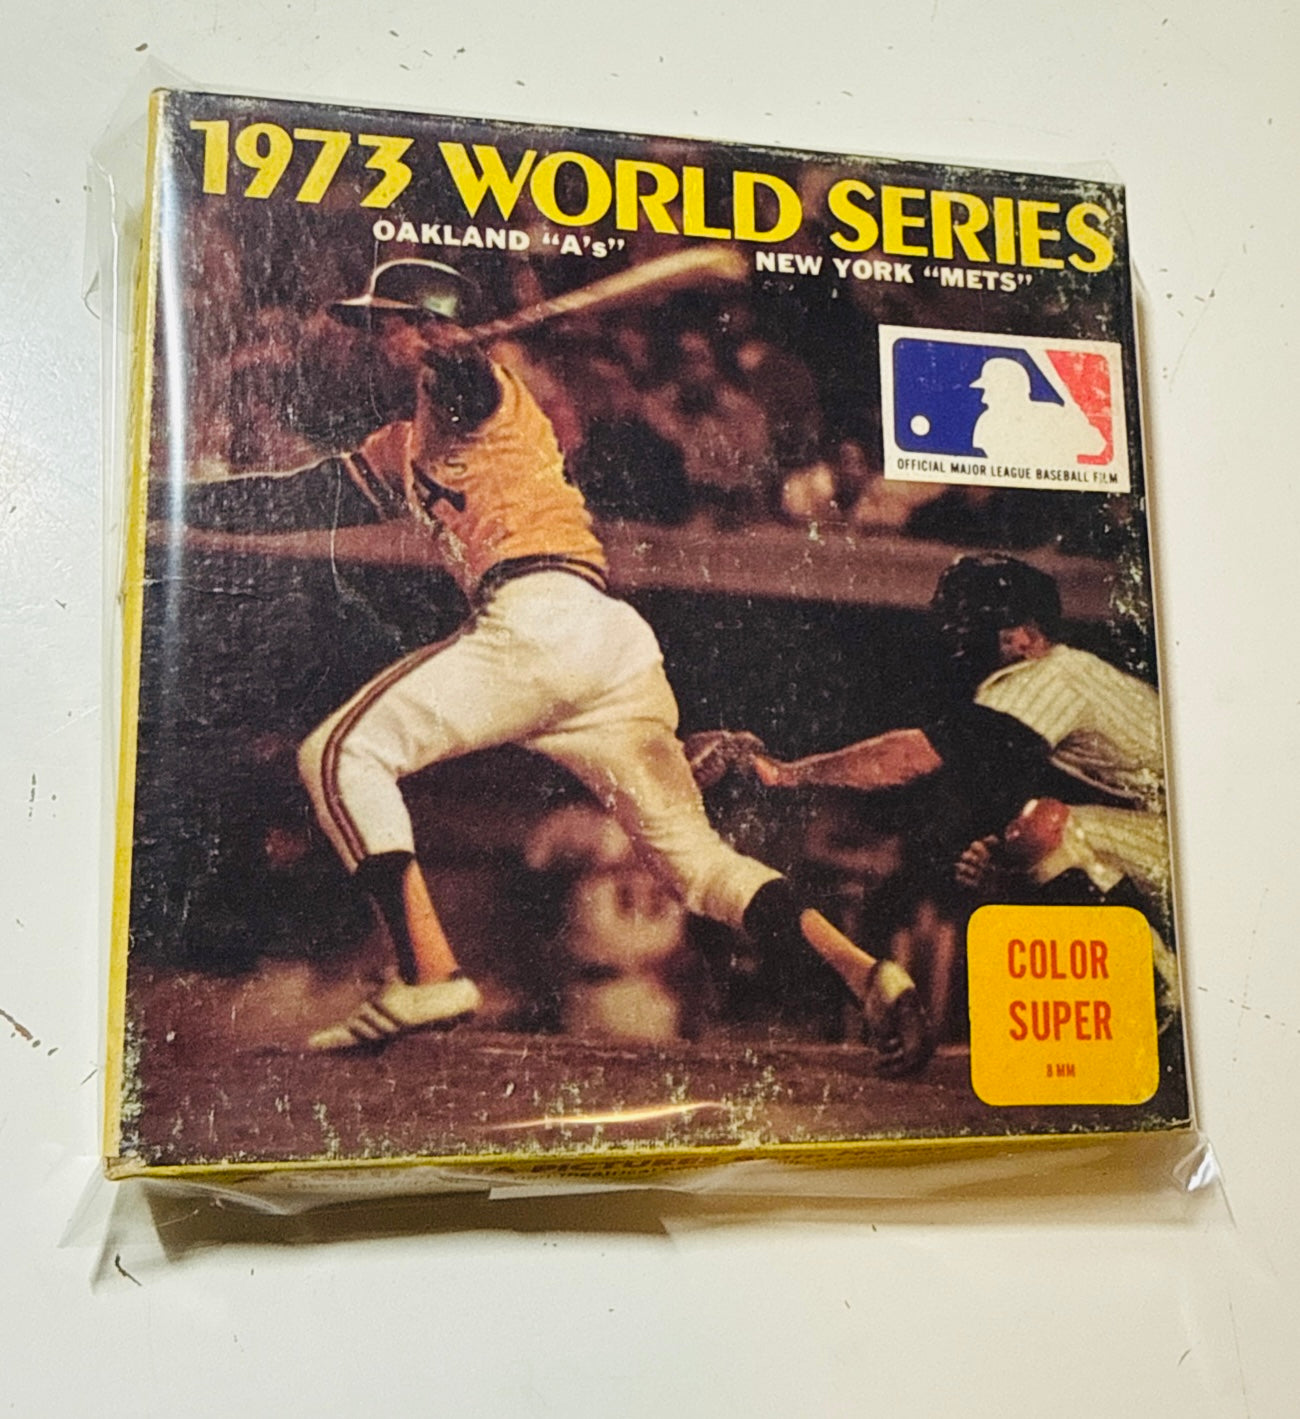 1973 WORLD SERIES
OAKLAND “A’s”
NEW YORK “METS”
OFFICIAL MAJOR LEAGUE BASEBALL FILM
COLOR
SUPER
8 MM